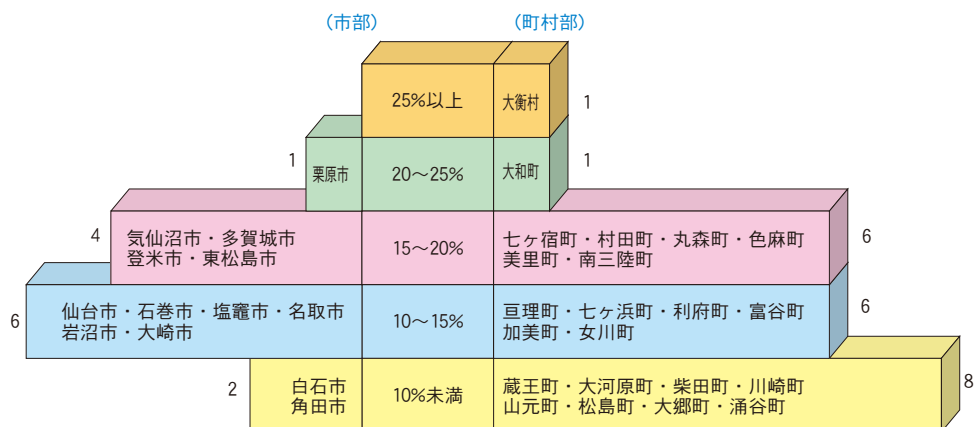 （市部）
（町村部）
25%以上
大衡村
1
1
栗原市
20～25%
大和町
1
4
気仙沼市・多賀城市
登米市・東松島市
15～20%
七ヶ宿町・村田町・丸森町・色麻町
美里町・南三陸町
6
6
仙台市・石巻市・塩竈市・名取市
岩沼市・大崎市
10～15%
亘理町・七ヶ浜町・利府町・富谷町
加美町・女川町
6
2
白石市
角田市
10%未満
蔵王町・大河原町・柴田町・川崎町
山元町・松島町・大郷町・涌谷町
8